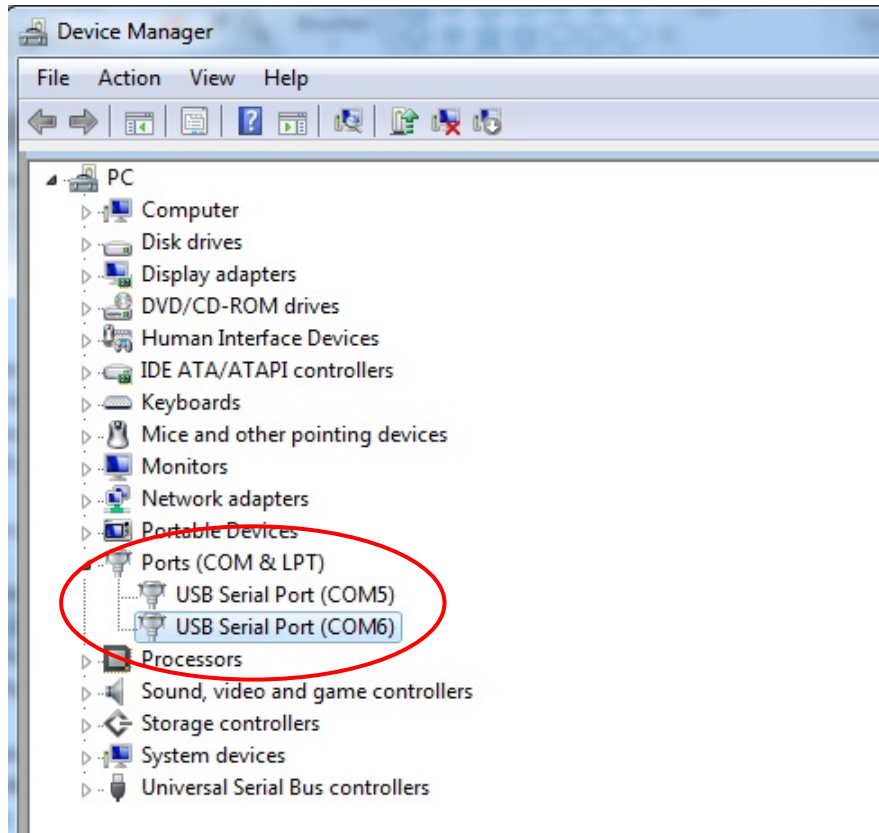 Device Manager
File Action View Help
PC
Computer
Disk drives
Display adapters
DVD/CD-ROM drives
Human Interface Devices
IDE ATA/ATAPI controllers
Keyboards
Mice and other pointing devices
Monitors
Network adapters
Portable Devices
Ports (COM & LPT)
USB Serial Port (COM5)
USB Serial Port (COM6)
Processors
Sound, video and game controllers
Storage controllers
System devices
Universal Serial Bus controllers